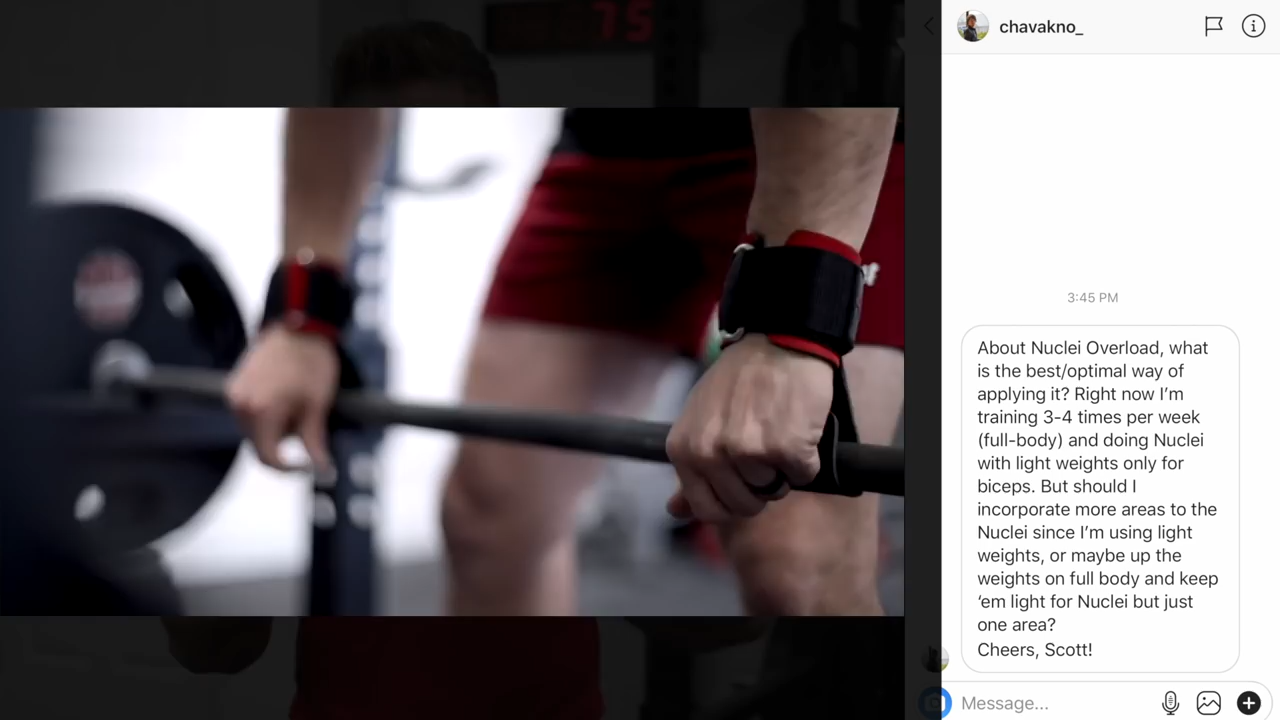 75
chavakno_
3:45 PM
About Nuclei Overload, what
is the best/optimal way of
applying it? Right now I’m
training 3-4 times per week
(full-body) and doing Nuclei
with light weights only for
biceps. But should I
incorporate more areas to the
Nuclei since I’m using light
weights, or maybe up the
weights on full body and keep
‘em light for Nuclei but just
one area?
Cheers, Scott!
Message...